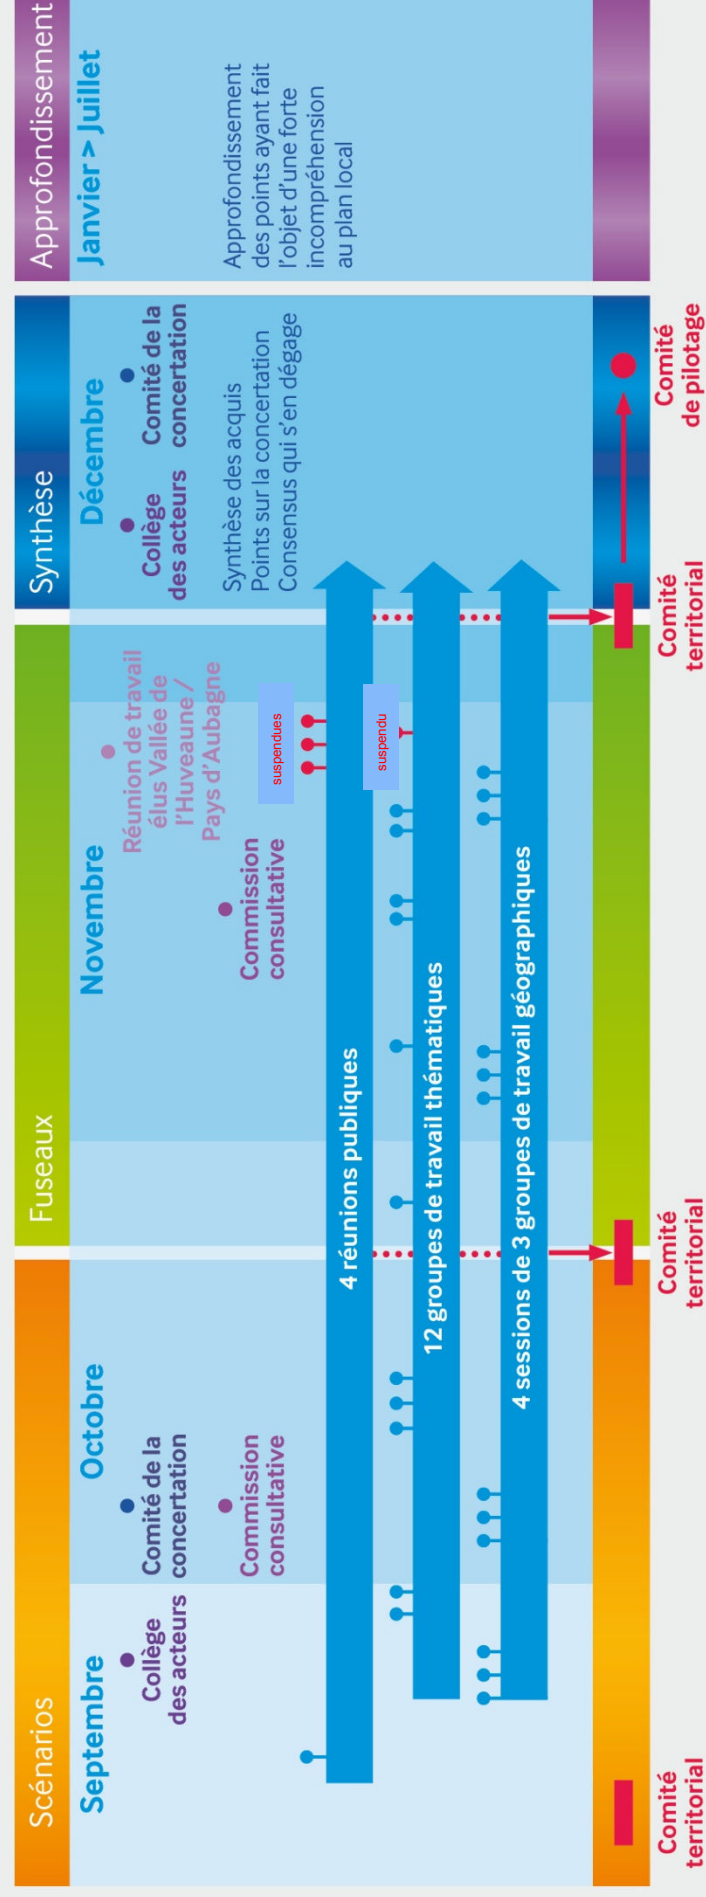 Scénarios
Fuseaux
Synthèse
Approfondissement
Septembre
Octobre
Novembre
Décembre
Janvier > Juillet
Collège
des acteurs
Comité de la
concertation
Commission
consultative
Réunion de travail
élus Vallée de
l'Huveaune /
Pays d'Aubagne
Commission
consultative
Collège
des acteurs
Comité de la
concertation
Synthèse des acquis
Points sur la concertation
Consensus qui s'en dégage
Approfondissement
des points ayant fait
l'objet d'une forte
incompréhension
au plan local
suspendues
4 réunions publiques
suspendu
12 groupes de travail thématiques
4 sessions de 3 groupes de travail géographiques
Comité
territorial
Comité
territorial
Comité
territorial
Comité
de pilotage